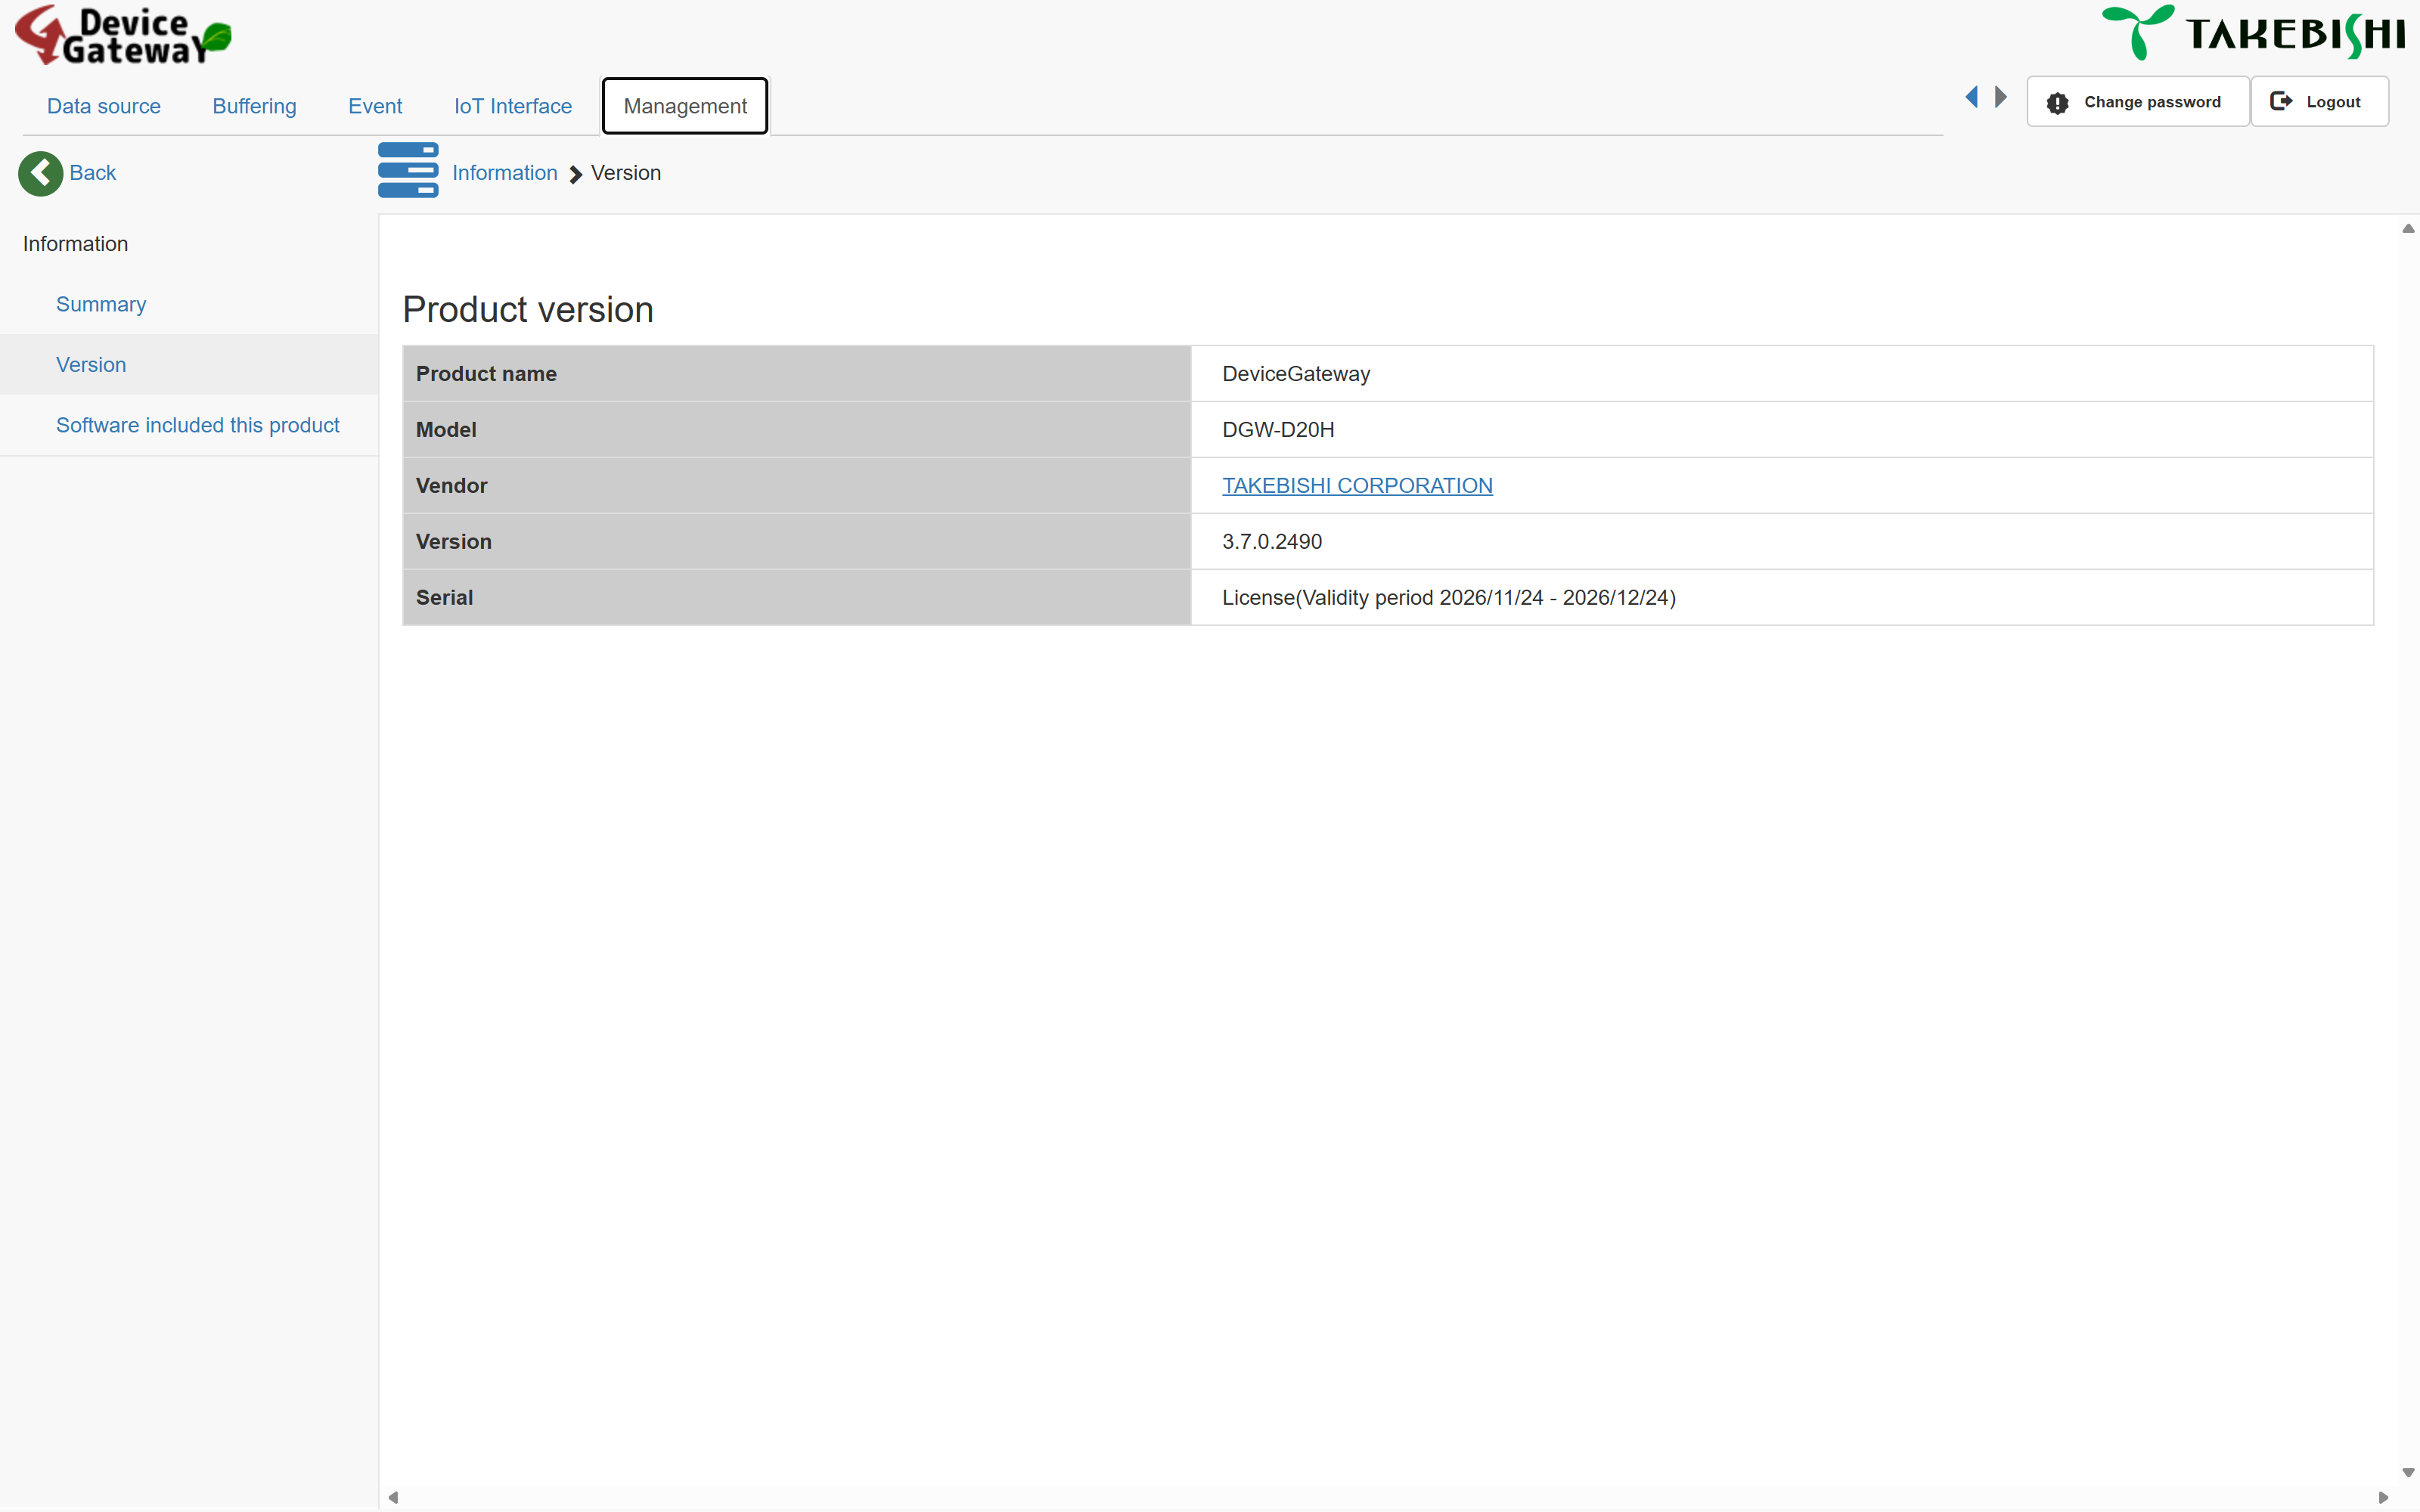 Device
Gateway
TAKEBISHI
Data source
Buffering
Event
IoT Interface
Management
Change password
Logout
Back
Information
Version
Information
Summary
Version
Software included this product
Product version
Product name
DeviceGateway
Model
DGW-D20H
Vendor
TAKEBISHI CORPORATION
Version
3.7.0.2490
Serial
License(Validity period 2026/11/24 - 2026/12/24)